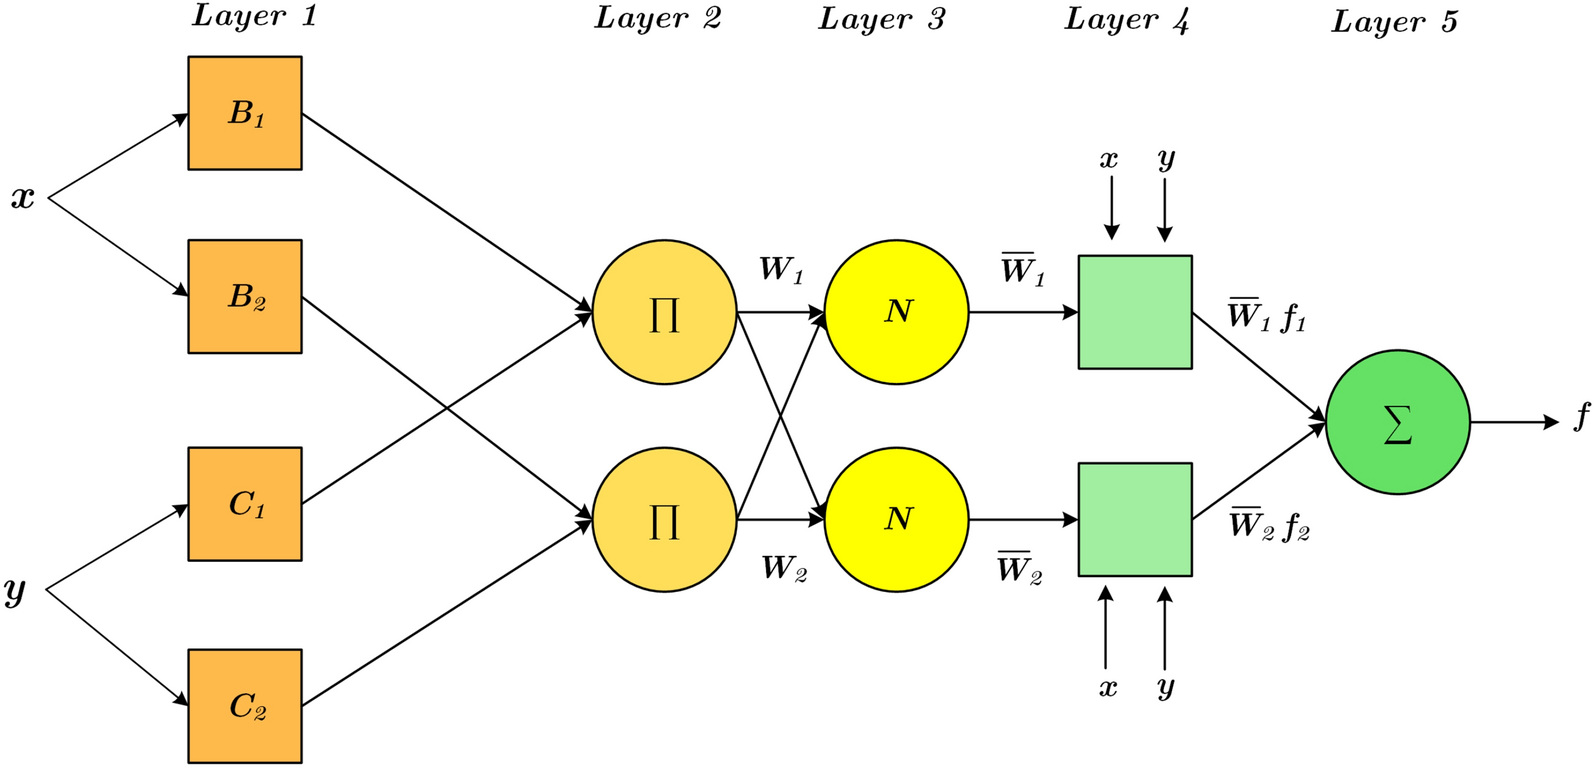 Layer 1 Layer 2 Layer 3 Layer 4 Layer 5
B₁
x y
x
W₁ W̅₁
B₂
∏ N W̅₁ f₁
∑ f
C₁
∏ N W̅₂ f₂
W₂ W̅₂
y
x y
C₂